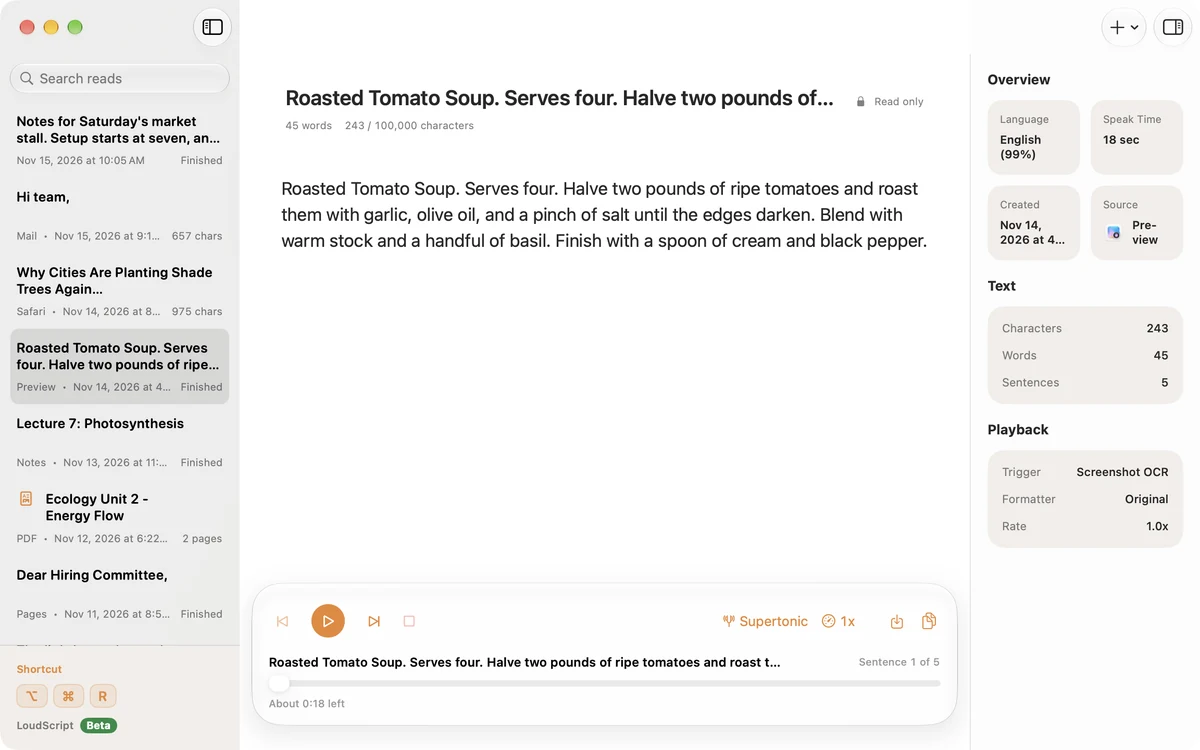 Search reads
Notes for Saturday's market
stall. Setup starts at seven, an...
Nov 15, 2026 at 10:05 AM Finished
Hi team,
Mail • Nov 15, 2026 at 9:1... 657 chars
Why Cities Are Planting Shade
Trees Again...
Safari • Nov 14, 2026 at 8... 975 chars
Roasted Tomato Soup. Serves
four. Halve two pounds of ripe...
Preview • Nov 14, 2026 at 4... Finished
Lecture 7: Photosynthesis
Notes • Nov 13, 2026 at 11:... Finished
Ecology Unit 2 -
Energy Flow
PDF • Nov 12, 2026 at 6:22... 2 pages
Dear Hiring Committee,
Pages • Nov 11, 2026 at 8:5... Finished
Shortcut
⌥ ⌘ R
LoudScript Beta
Roasted Tomato Soup. Serves four. Halve two pounds of... Read only
45 words 243 / 100,000 characters
Roasted Tomato Soup. Serves four. Halve two pounds of ripe tomatoes and roast
them with garlic, olive oil, and a pinch of salt until the edges darken. Blend with
warm stock and a handful of basil. Finish with a spoon of cream and black pepper.
Supertonic 1x
Roasted Tomato Soup. Serves four. Halve two pounds of ripe tomatoes and roast t... Sentence 1 of 5
About 0:18 left
Overview
Language
English
(99%)
Speak Time
18 sec
Created
Nov 14,
2026 at 4...
Source
Pre-
view
Text
Characters 243
Words 45
Sentences 5
Playback
Trigger Screenshot OCR
Formatter Original
Rate 1.0x